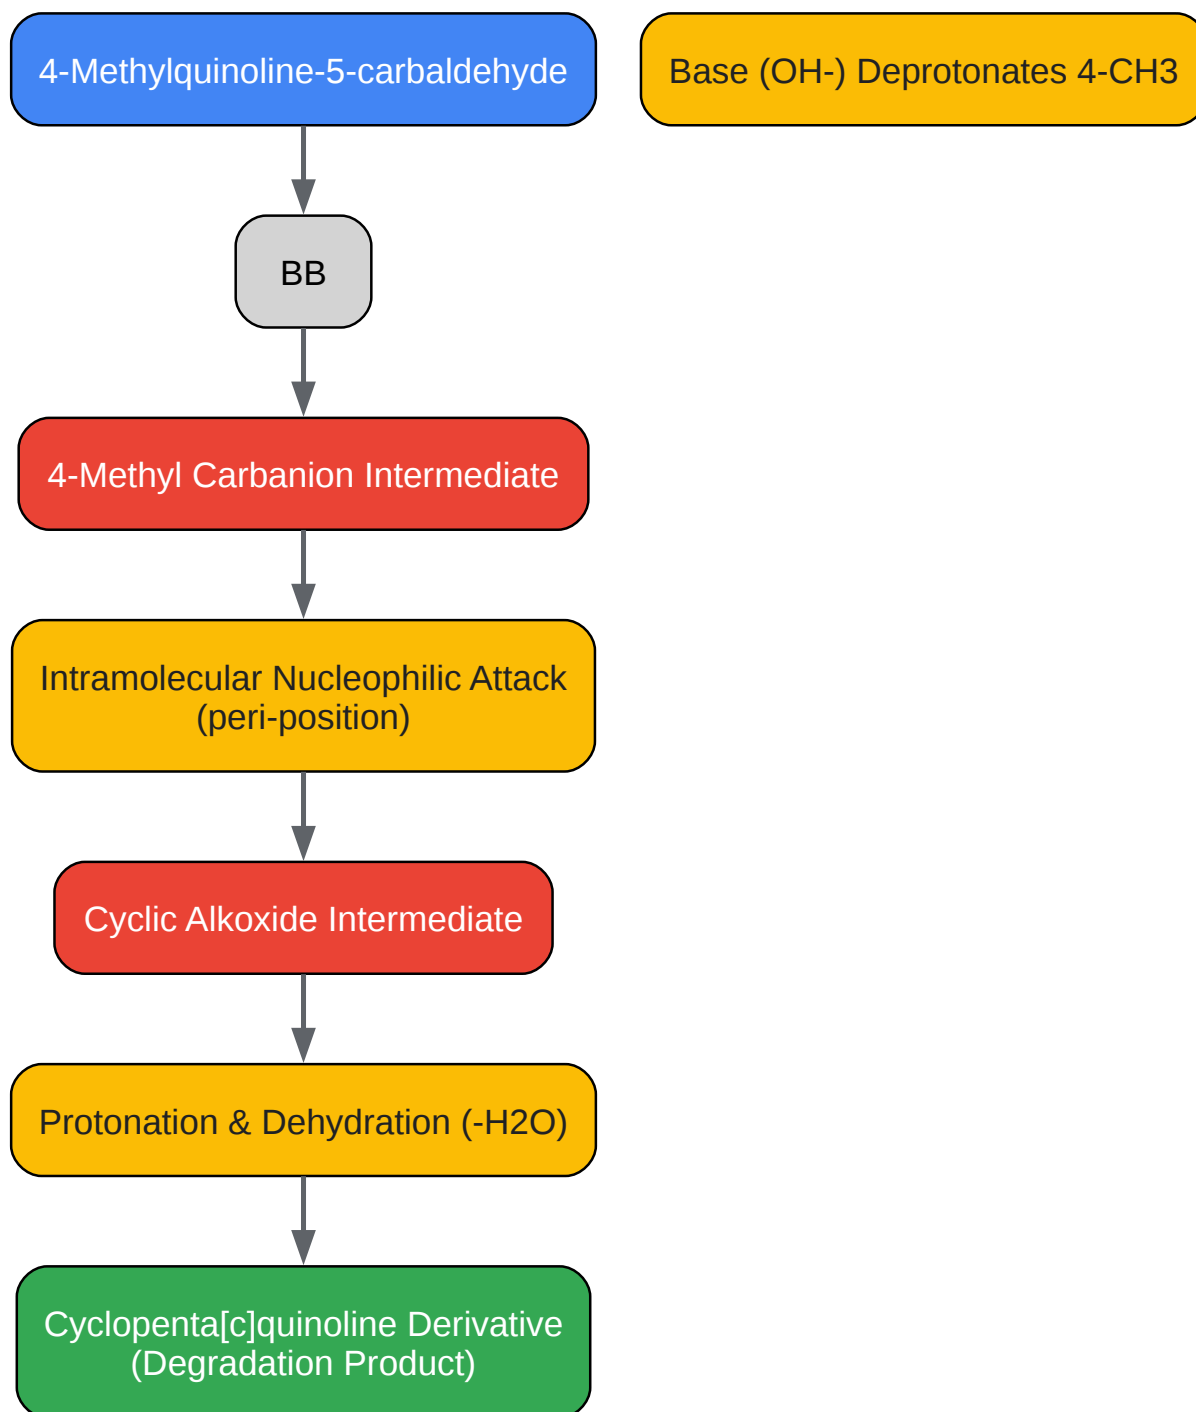 4-Methylquinoline-5-carbaldehyde
Base (OH-) Deprotonates 4-CH3
BB
4-Methyl Carbanion Intermediate
Intramolecular Nucleophilic Attack
(peri-position)
Cyclic Alkoxide Intermediate
Protonation & Dehydration (-H2O)
Cyclopenta[c]quinoline Derivative
(Degradation Product)